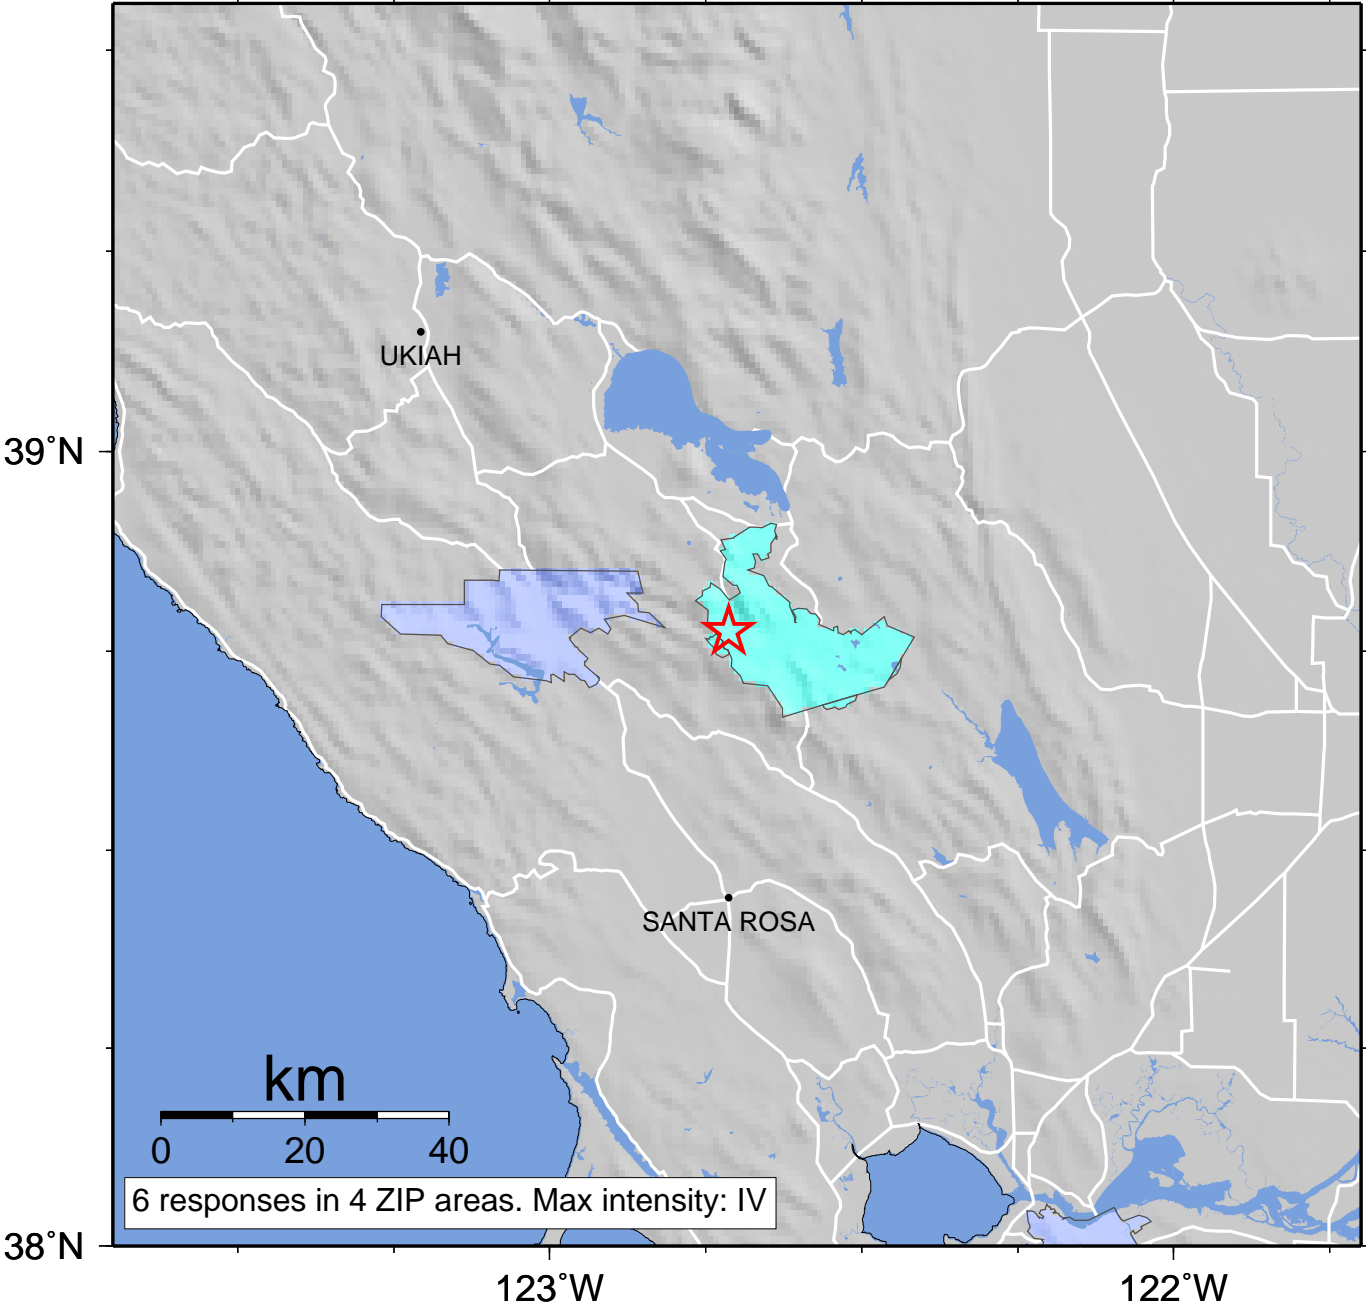 UKIAH
39°N
SANTA ROSA
km
0 20 40
6 responses in 4 ZIP areas. Max intensity: IV
38°N
123°W 122°W